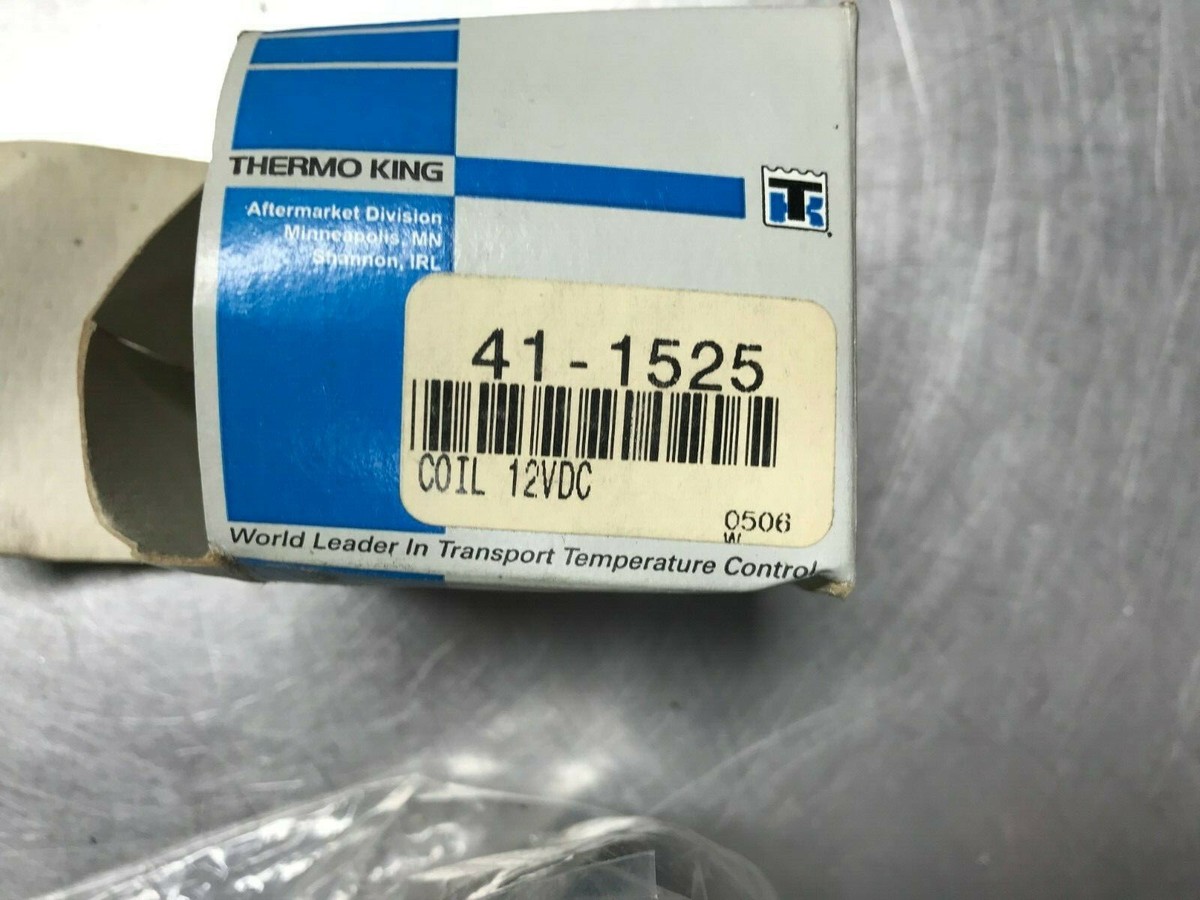 THERMO KING
TK
Aftermarket Division
Minneapolis, MN
Shannon, IRL
41-1525
COIL 12VDC
0506
W
World Leader In Transport Temperature Control